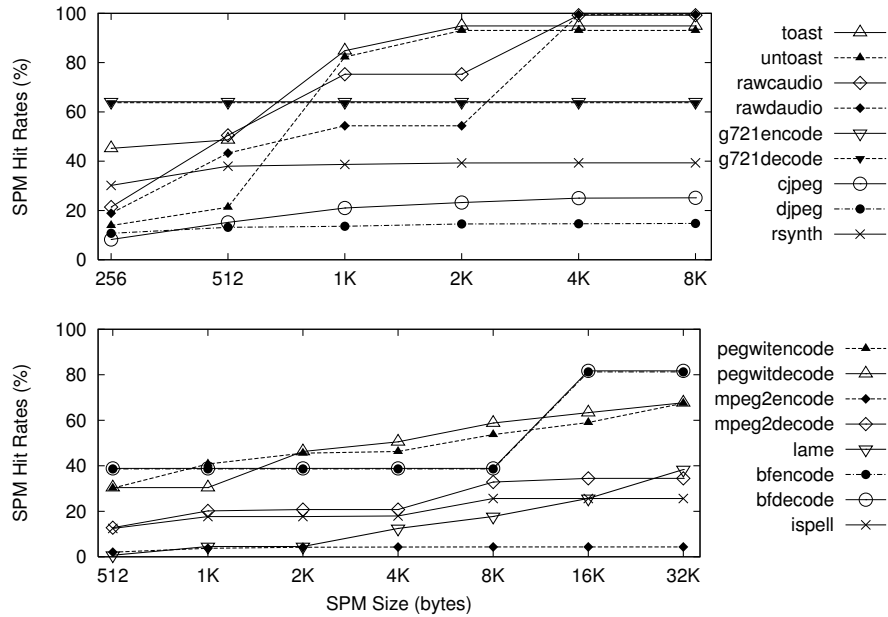 100
80
60
40
20
0
SPM Hit Rates (%)
256 512 1K 2K 4K 8K
toast
untoast
rawcaudio
rawdaudio
g721encode
g721decode
cjpeg
djpeg
rsynth
100
80
60
40
20
0
SPM Hit Rates (%)
512 1K 2K 4K 8K 16K 32K
SPM Size (bytes)
pegwitencode
pegwitdecode
mpeg2encode
mpeg2decode
lame
bfencode
bfdecode
ispell